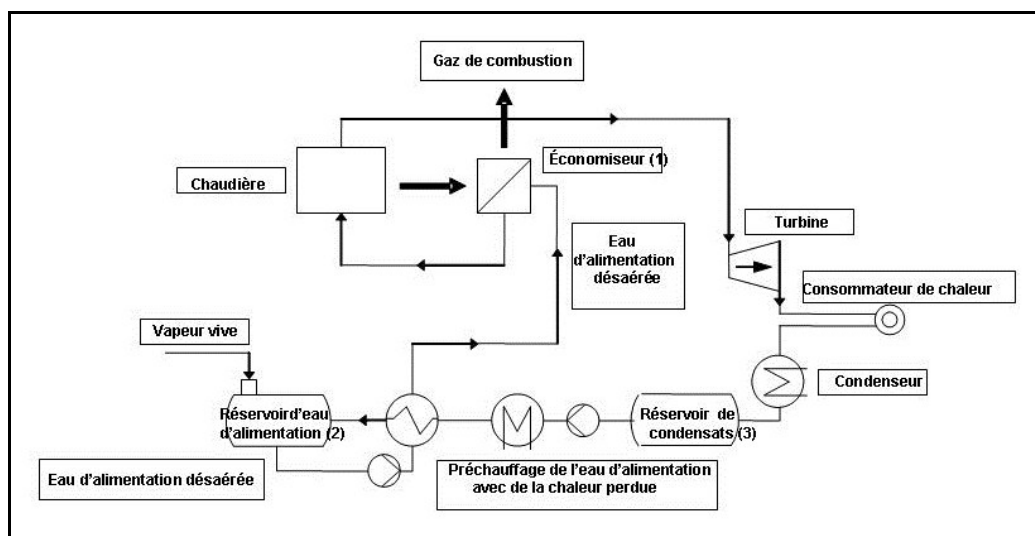 Gaz de combustion
Économiseur (1)
Chaudière
Turbine
Eau
d'alimentation
désaérée
Consommateur de chaleur
Vapeur vive
Condenseur
Réservoird'eau
d'alimentation (2)
Réservoir de
condensats (3)
Eau d'alimentation désaérée
Préchauffage de l'eau d'alimentation
avec de la chaleur perdue